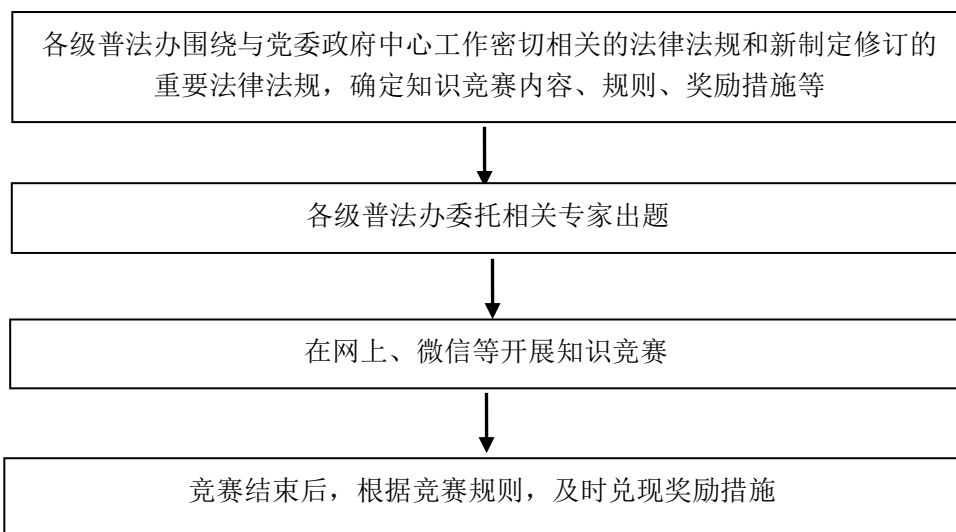 各级普法办围绕与党委政府中心工作密切相关的法律法规和新制定修订的
重要法律法规，确定知识竞赛内容、规则、奖励措施等
各级普法办委托相关专家出题
在网上、微信等开展知识竞赛
竞赛结束后，根据竞赛规则，及时兑现奖励措施